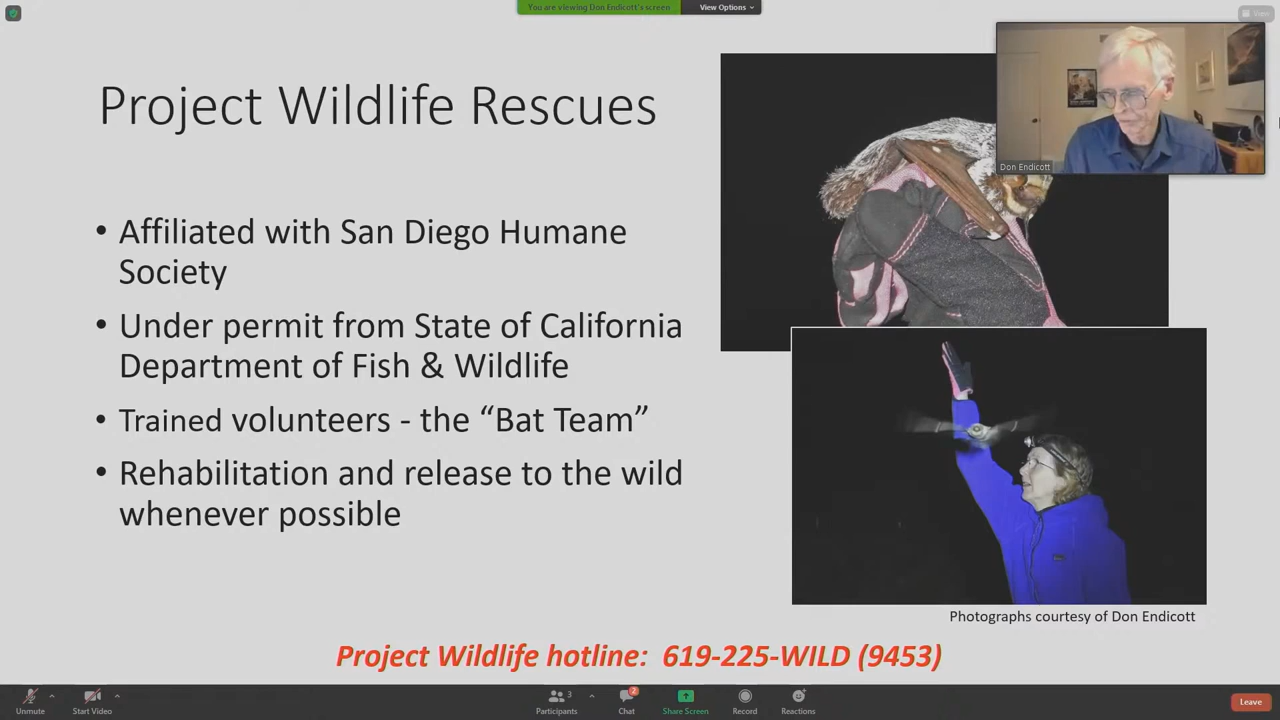 You are viewing Don Endicott's screen
View Options
View
Project Wildlife Rescues
Don Endicott
• Affiliated with San Diego Humane
Society
• Under permit from State of California
Department of Fish & Wildlife
• Trained volunteers - the “Bat Team”
• Rehabilitation and release to the wild
whenever possible
Photographs courtesy of Don Endicott
Project Wildlife hotline: 619-225-WILD (9453)
Unmute
Start Video
Participants
3
Chat
2
Share Screen
Record
Reactions
Leave